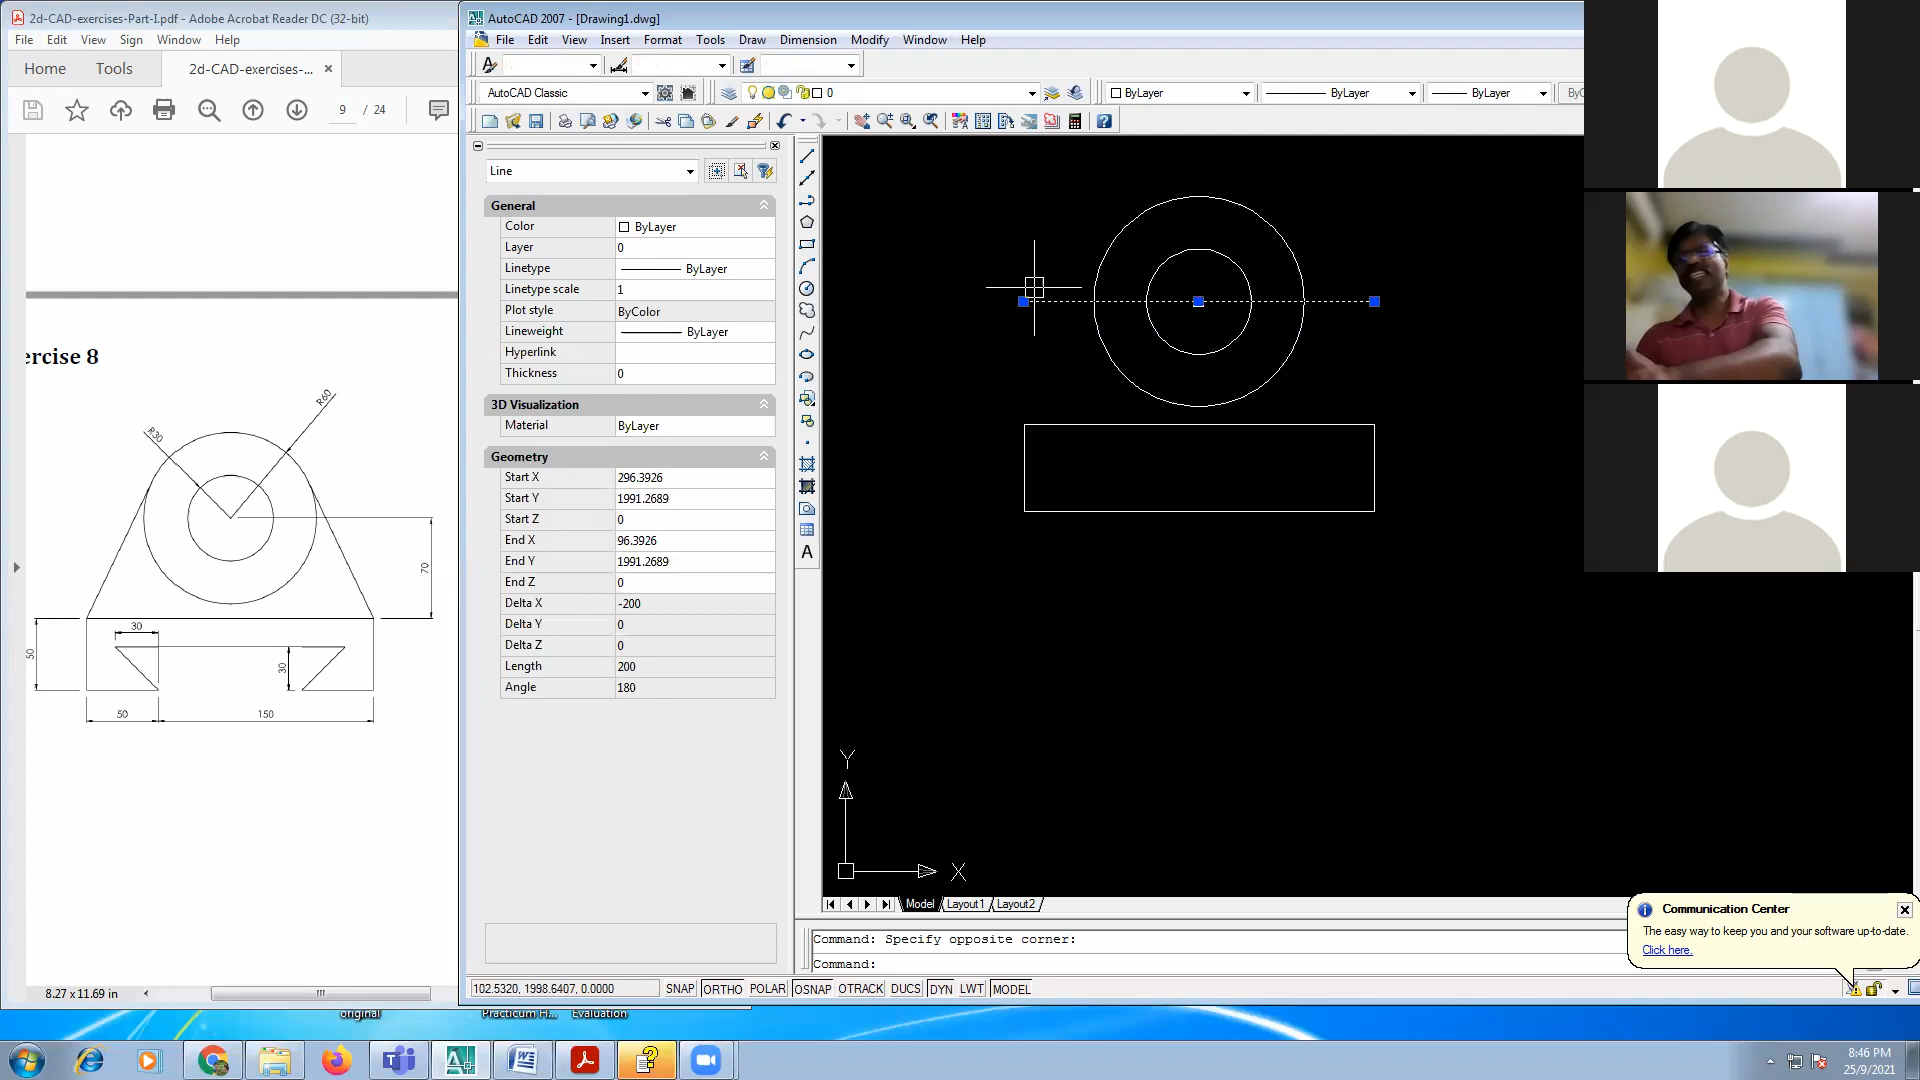 2d-CAD-exercises-Part-I.pdf - Adobe Acrobat Reader DC (32-bit)
File Edit View Sign Window Help
Home Tools 2d-CAD-exercises-...
9 / 24
ercise 8
R30
R60
70
30
50
30
50
150
8.27 x 11.69 in
AutoCAD 2007 - [Drawing1.dwg]
File Edit View Insert Format Tools Draw Dimension Modify Window Help
AutoCAD Classic
0
ByLayer
ByLayer
ByLayer
Line
General
Color ByLayer
Layer 0
Linetype ByLayer
Linetype scale 1
Plot style ByColor
Lineweight ByLayer
Hyperlink
Thickness 0
3D Visualization
Material ByLayer
Geometry
Start X 296.3926
Start Y 1991.2689
Start Z 0
End X 96.3926
End Y 1991.2689
End Z 0
Delta X -200
Delta Y 0
Delta Z 0
Length 200
Angle 180
A
Y
X
Model Layout1 Layout2
Command: Specify opposite corner:
Command:
102.5320, 1998.6407, 0.0000
SNAP ORTHO POLAR OSNAP OTRACK DUCS DYN LWT MODEL
Communication Center
The easy way to keep you and your software up-to-date.
Click here.
original
Practicum H...
Evaluation
8:46 PM
25/9/2021